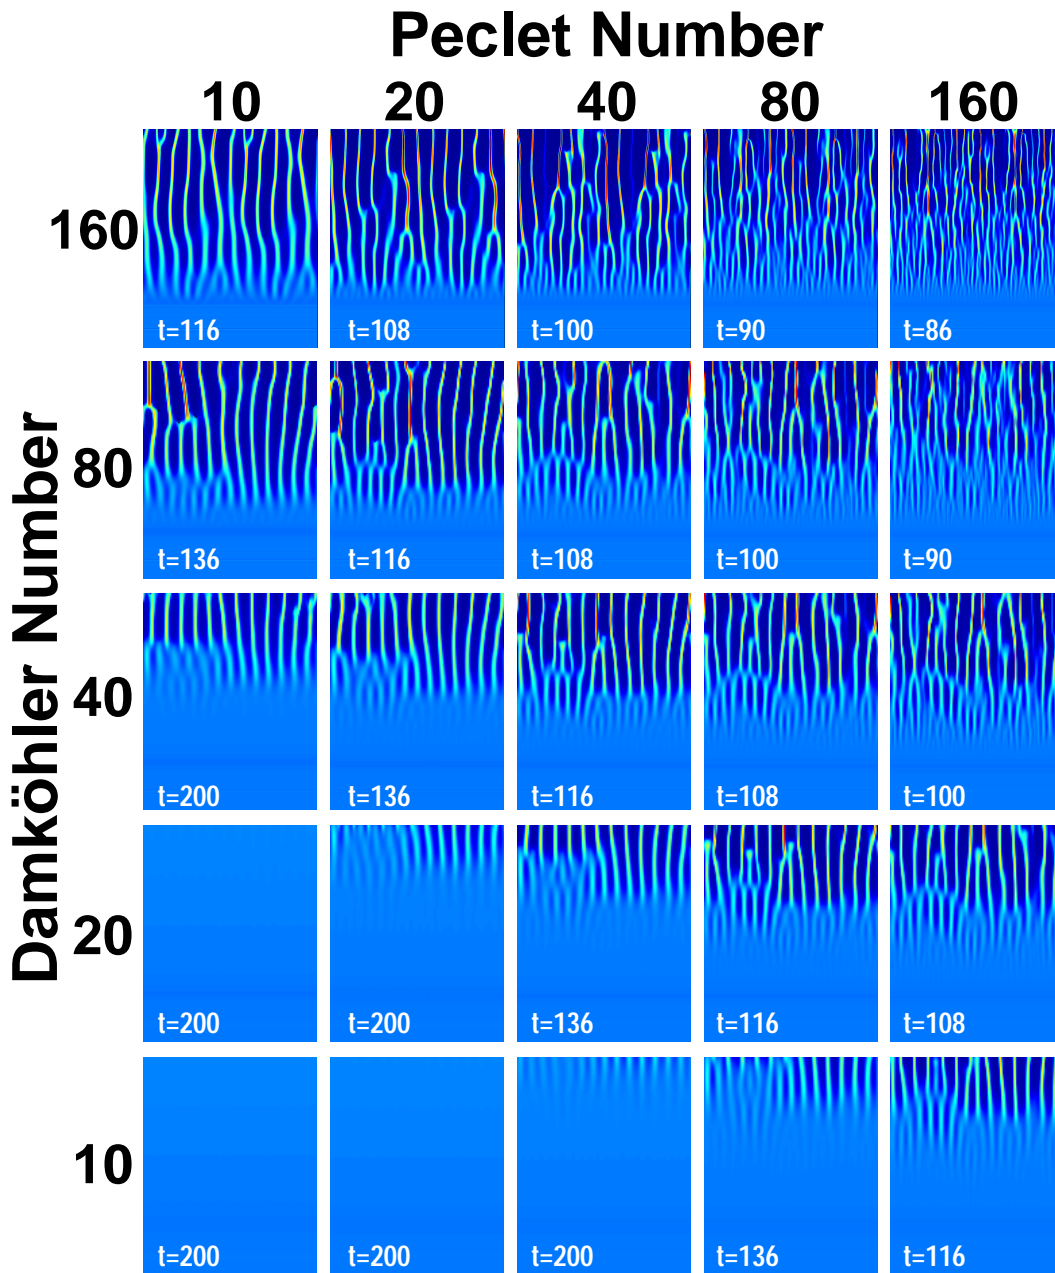 Peclet Number
10 20 40 80 160
Damköhler Number
160
t=116 t=108 t=100 t=90 t=86
80
t=136 t=116 t=108 t=100 t=90
40
t=200 t=136 t=116 t=108 t=100
20
t=200 t=200 t=136 t=116 t=108
10
t=200 t=200 t=200 t=136 t=116